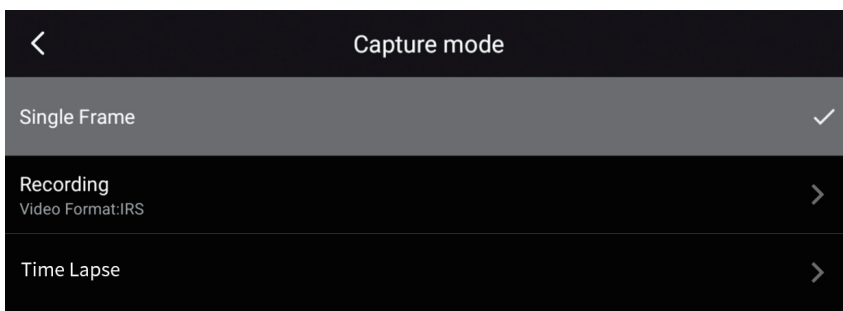 Capture mode
Single Frame
Recording
Video Format:IRS
Time Lapse